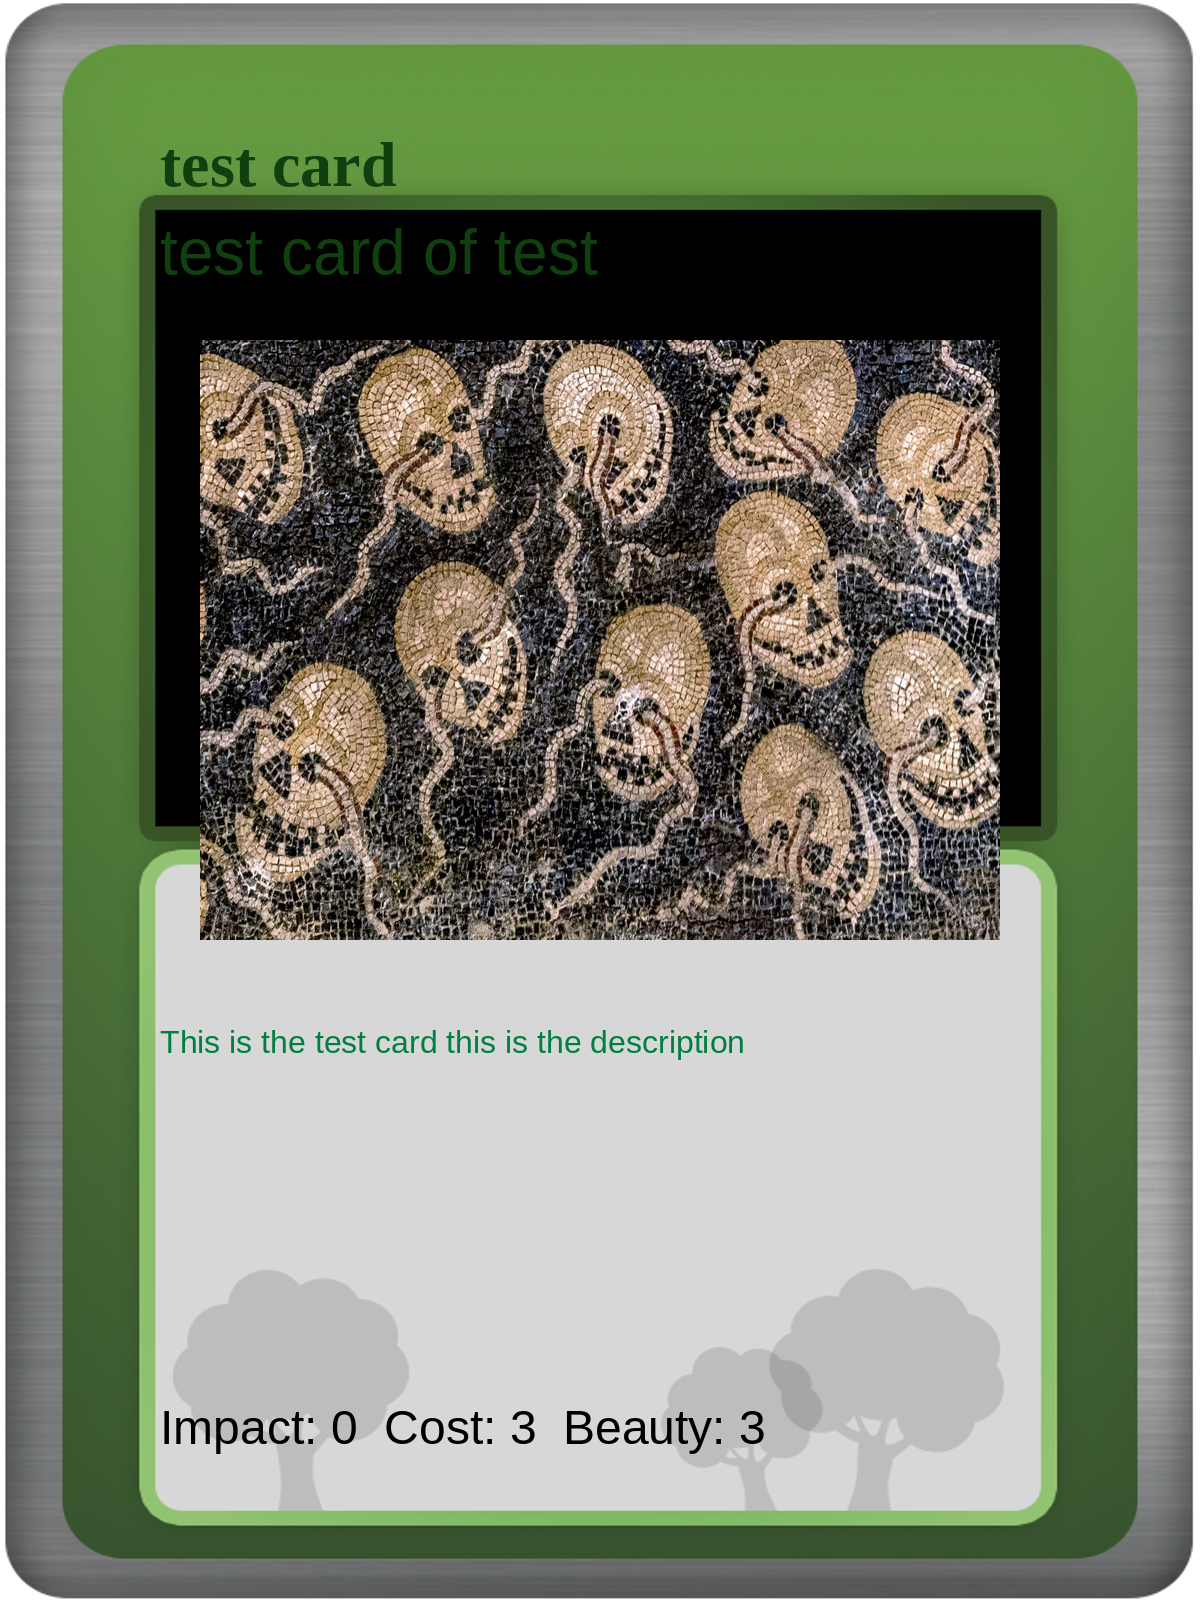 test card
test card of test
This is the test card this is the description
Impact: 0  Cost: 3  Beauty: 3